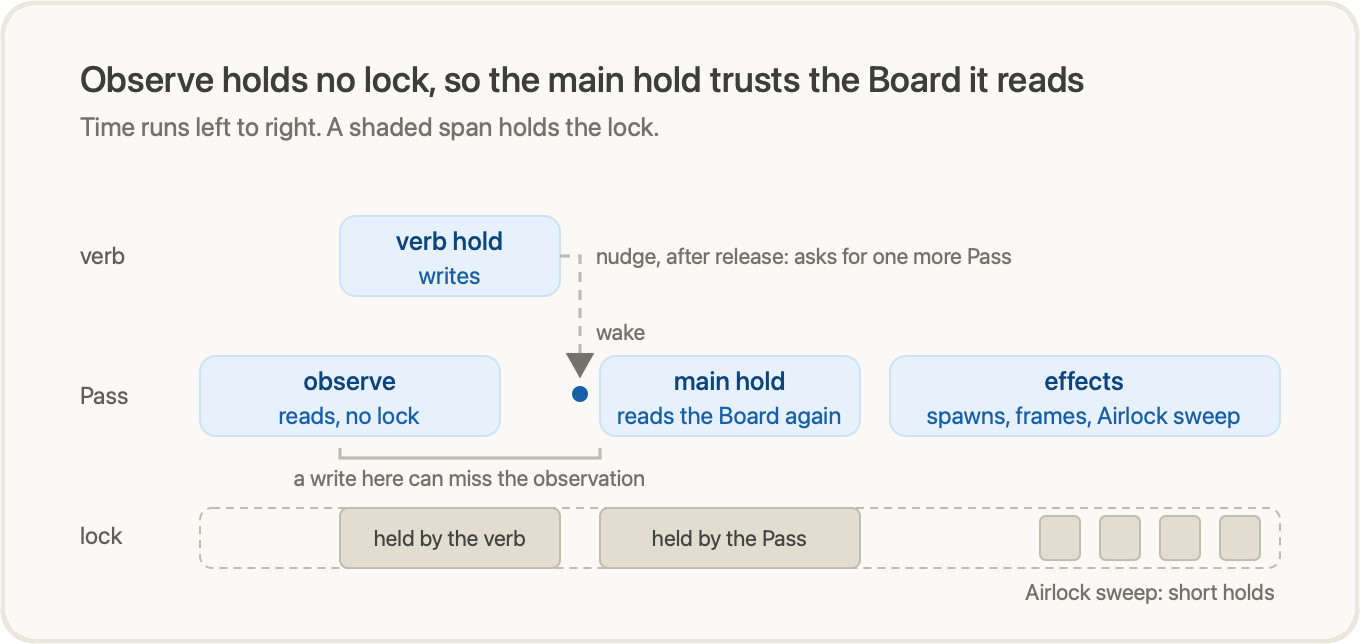 Observe holds no lock, so the main hold trusts the Board it reads
Time runs left to right. A shaded span holds the lock.
verb
verb hold
writes
nudge, after release: asks for one more Pass
wake
Pass
observe
reads, no lock
main hold
reads the Board again
effects
spawns, frames, Airlock sweep
a write here can miss the observation
lock
held by the verb
held by the Pass
Airlock sweep: short holds